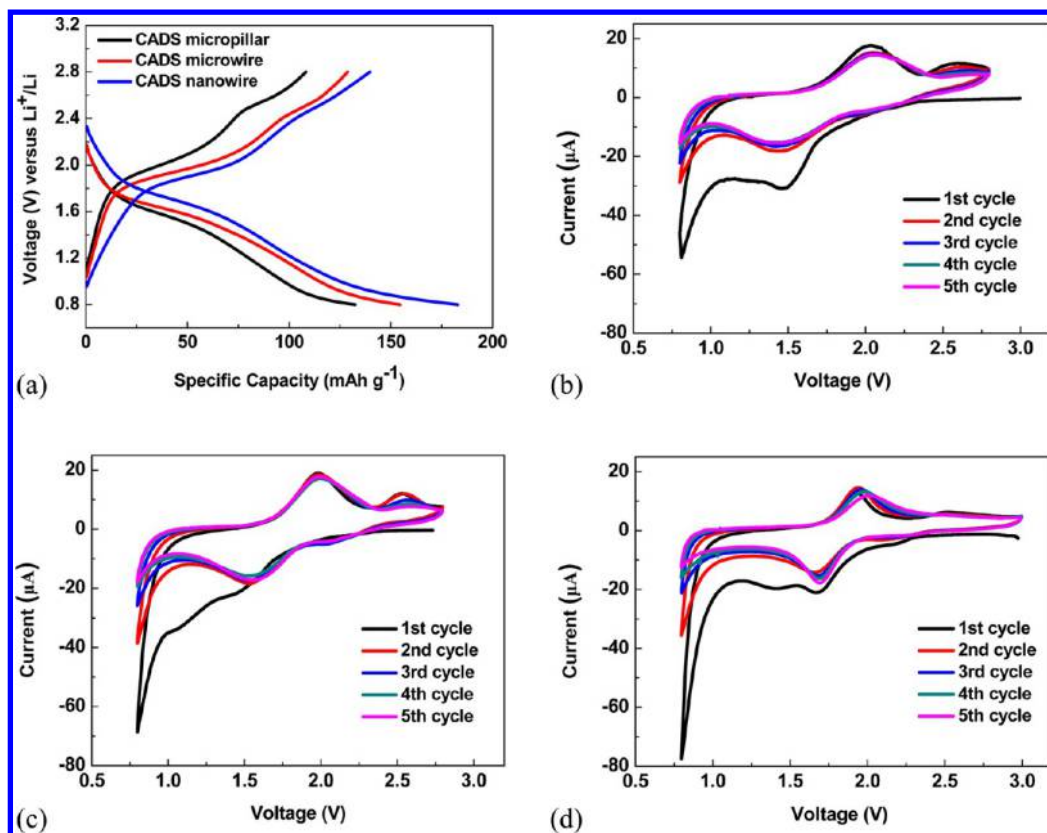 3.2
2.8
2.4
2.0
1.6
1.2
0.8
Voltage (V) versus Li+/Li
CADS micropillar
CADS microwire
CADS nanowire
0 50 100 150 200
Specific Capacity (mAh g-1)
(a)
20
0
-20
-40
-60
-80
Current (μA)
1st cycle
2nd cycle
3rd cycle
4th cycle
5th cycle
0.5 1.0 1.5 2.0 2.5 3.0
Voltage (V)
(b)
20
0
-20
-40
-60
-80
Current (μA)
1st cycle
2nd cycle
3rd cycle
4th cycle
5th cycle
0.5 1.0 1.5 2.0 2.5 3.0
Voltage (V)
(c)
20
0
-20
-40
-60
-80
Current (μA)
1st cycle
2nd cycle
3rd cycle
4th cycle
5th cycle
0.5 1.0 1.5 2.0 2.5 3.0
Voltage (V)
(d)